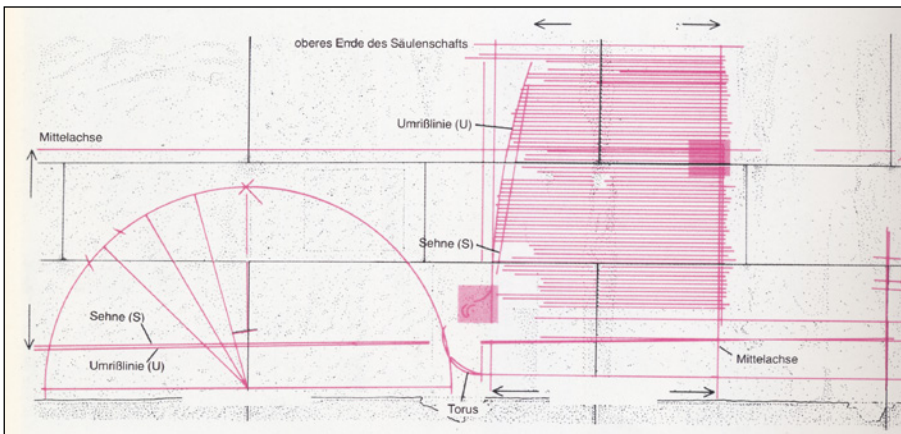 oberes Ende des Säulenschafts
Umrißlinie (U)
Mittelachse
Sehne (S)
Sehne (S)
Umrißlinie (U)
Mittelachse
Torus